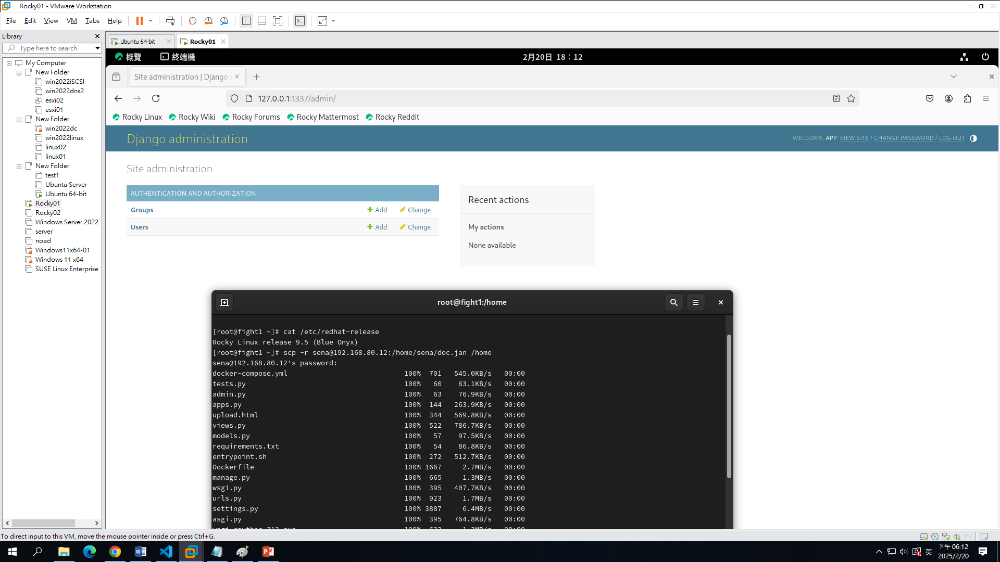 Rocky01 - VMware Workstation
File Edit View VM Tabs Help
Library
Type here to search
My Computer
New Folder
win2022iSCSI
win2022dns2
esxi02
esxi01
New Folder
win2022dc
win2022linux
linux02
linux01
New Folder
test1
Ubuntu Server
Ubuntu 64-bit
Rocky01
Rocky02
Windows Server 2022
server
noad
Windows11x64-01
Windows 11 x64
SUSE Linux Enterprise
Ubuntu 64-bit
Rocky01
概覽 終端機 2月20日 18：12
Site administration | Django s
127.0.0.1:1337/admin/
Rocky Linux Rocky Wiki Rocky Forums Rocky Mattermost Rocky Reddit
Django administration
WELCOME, APP. VIEW SITE / CHANGE PASSWORD / LOG OUT
Site administration
AUTHENTICATION AND AUTHORIZATION
Groups Add Change
Users Add Change
Recent actions
My actions
None available
root@fight1:/home
[root@fight1 ~]# cat /etc/redhat-release
Rocky Linux release 9.5 (Blue Onyx)
[root@fight1 ~]# scp -r sena@192.168.80.12:/home/sena/doc.jan /home
sena@192.168.80.12's password:
docker-compose.yml 100% 701 545.0KB/s 00:00
tests.py 100% 60 63.1KB/s 00:00
admin.py 100% 63 76.9KB/s 00:00
apps.py 100% 144 263.9KB/s 00:00
upload.html 100% 344 569.8KB/s 00:00
views.py 100% 522 786.7KB/s 00:00
models.py 100% 57 97.5KB/s 00:00
requirements.txt 100% 54 86.8KB/s 00:00
entrypoint.sh 100% 272 512.7KB/s 00:00
Dockerfile 100% 1667 2.7MB/s 00:00
manage.py 100% 665 1.3MB/s 00:00
wsgi.py 100% 395 407.7KB/s 00:00
urls.py 100% 923 1.7MB/s 00:00
settings.py 100% 3887 6.4MB/s 00:00
asgi.py 100% 395 764.8KB/s 00:00
To direct input to this VM, move the mouse pointer inside or press Ctrl+G.
英
下午 06:12
2025/2/20